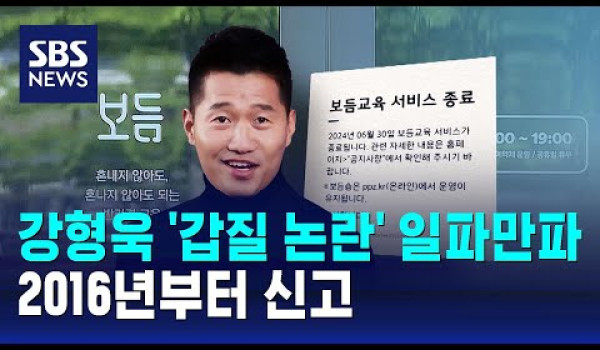 SBS
NEWS
보듬
혼내지 않아도,
혼나지 않아도 되는
보듬교육 서비스 종료
2024년 06월 30일 보듬교육 서비스가
종료됩니다. 관련 자세한 내용은 홈페
이지>"공지사항"에서 확인해 주시기 바
랍니다.
※보듬숍은 ppz.kr(온라인)에서 운영이
유지됩니다.
~ 19:00
강형욱 '갑질 논란' 일파만파
2016년부터 신고